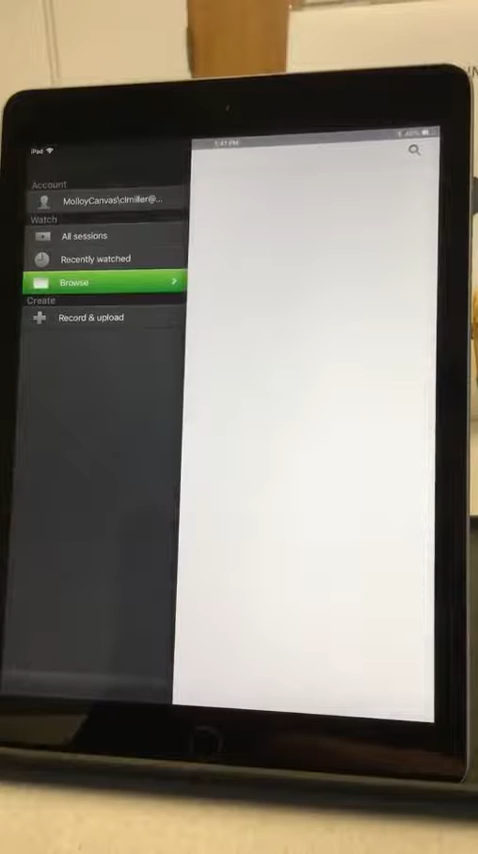 iPad
1:41 PM
Account
MolloyCanvas\clmiller@...
Watch
All sessions
Recently watched
Browse
Create
Record & upload